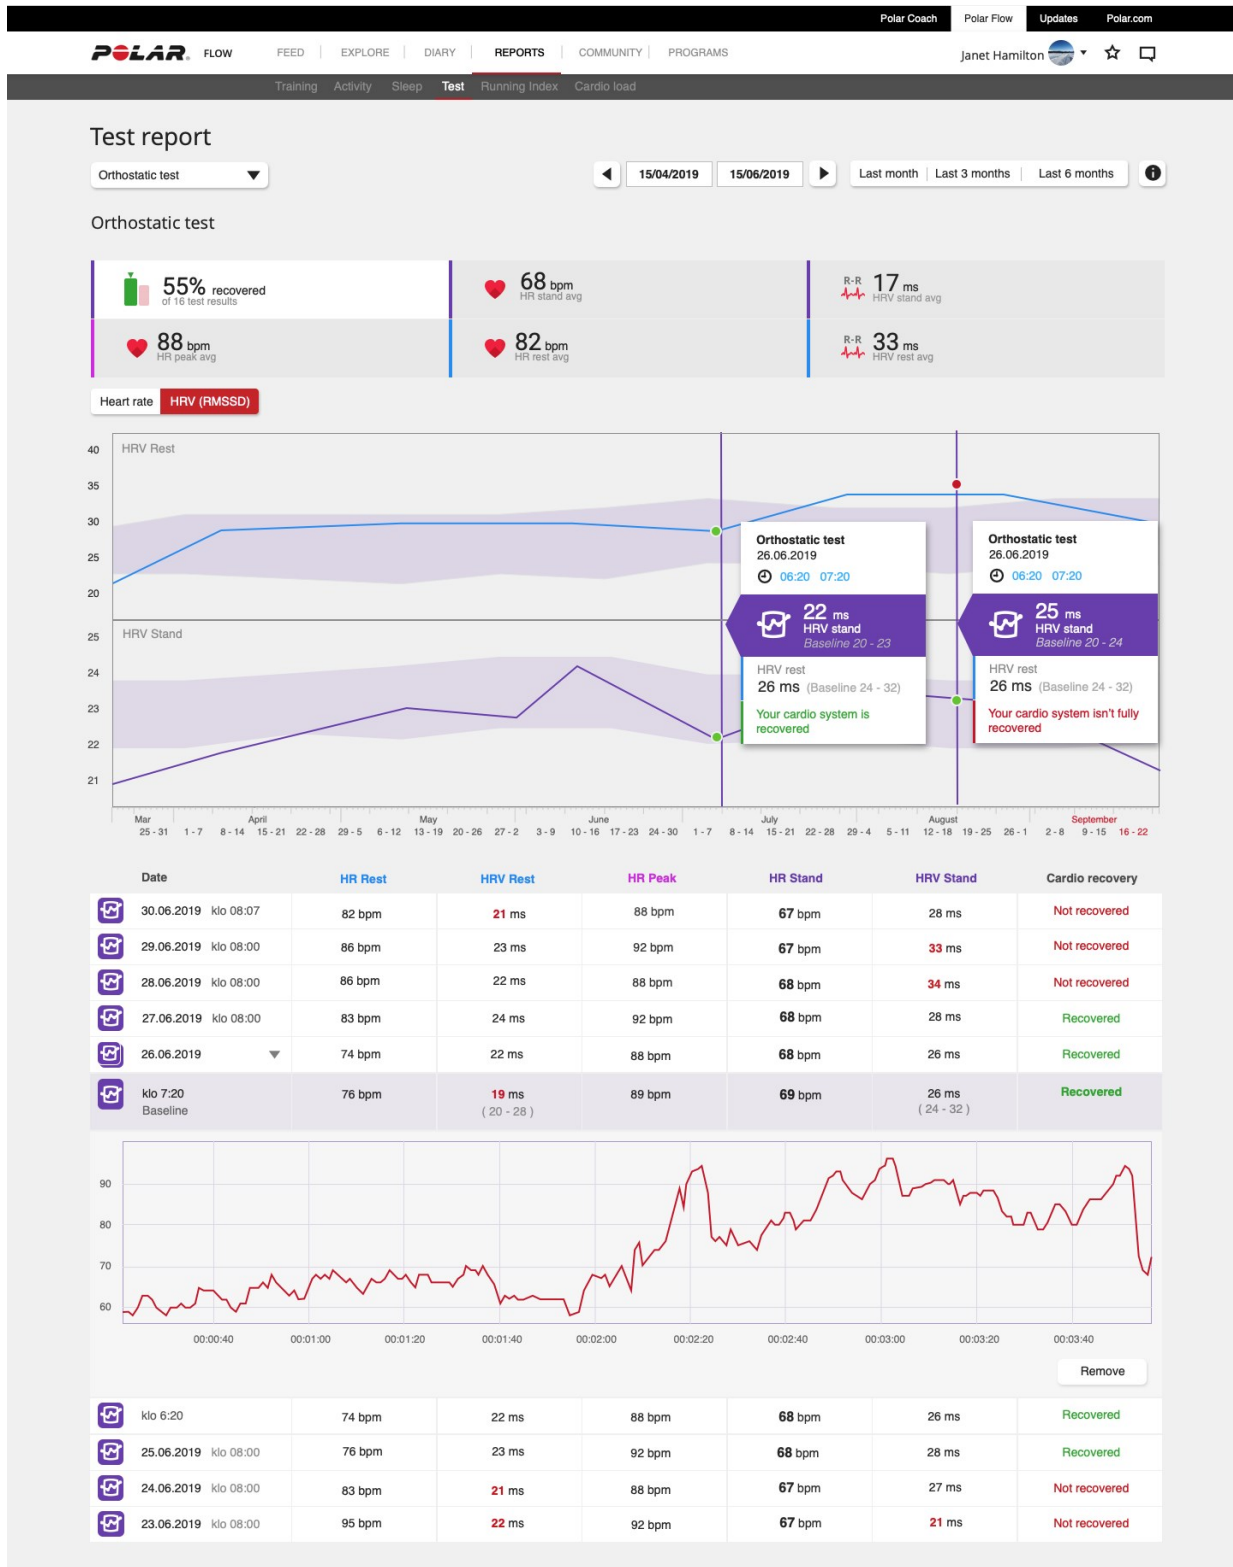 Polar Coach Polar Flow Updates Polar.com
POLAR. FLOW FEED EXPLORE DIARY REPORTS COMMUNITY PROGRAMS Janet Hamilton
Training Activity Sleep Test Running Index Cardio load
Test report
Orthostatic test 15/04/2019 15/06/2019 Last month Last 3 months Last 6 months
Orthostatic test
55% recovered
of 16 test results
68 bpm
HR stand avg
R-R 17 ms
HRV stand avg
88 bpm
HR peak avg
82 bpm
HR rest avg
R-R 33 ms
HRV rest avg
Heart rate HRV (RMSSD)
HRV Rest
40
35
30
25
20
HRV Stand
25
24
23
22
21
Orthostatic test
26.06.2019
06:20 07:20
22 ms
HRV stand
Baseline 20 - 23
HRV rest
26 ms (Baseline 24 - 32)
Your cardio system is
recovered
Orthostatic test
26.06.2019
06:20 07:20
25 ms
HRV stand
Baseline 20 - 24
HRV rest
26 ms (Baseline 24 - 32)
Your cardio system isn't fully
recovered
Mar April May June July August September
25 - 31 1 - 7 8 - 14 15 - 21 22 - 28 29 - 5 6 - 12 13 - 19 20 - 26 27 - 2 3 - 9 10 - 16 17 - 23 24 - 30 1 - 7 8 - 14 15 - 21 22 - 28 29 - 4 5 - 11 12 - 18 19 - 25 26 - 1 2 - 8 9 - 15 16 - 22
Date HR Rest HRV Rest HR Peak HR Stand HRV Stand Cardio recovery
30.06.2019 klo 08:07 82 bpm 21 ms 88 bpm 67 bpm 28 ms Not recovered
29.06.2019 klo 08:00 86 bpm 23 ms 92 bpm 67 bpm 33 ms Not recovered
28.06.2019 klo 08:00 86 bpm 22 ms 88 bpm 68 bpm 34 ms Not recovered
27.06.2019 klo 08:00 83 bpm 24 ms 92 bpm 68 bpm 28 ms Recovered
26.06.2019 74 bpm 22 ms 88 bpm 68 bpm 26 ms Recovered
klo 7:20 76 bpm 19 ms 89 bpm 69 bpm 26 ms Recovered
Baseline ( 20 - 28 ) ( 24 - 32 )
90
80
70
60
00:00:40 00:01:00 00:01:20 00:01:40 00:02:00 00:02:20 00:02:40 00:03:00 00:03:20 00:03:40
Remove
klo 6:20 74 bpm 22 ms 88 bpm 68 bpm 26 ms Recovered
25.06.2019 klo 08:00 76 bpm 23 ms 92 bpm 68 bpm 28 ms Recovered
24.06.2019 klo 08:00 83 bpm 21 ms 88 bpm 67 bpm 27 ms Not recovered
23.06.2019 klo 08:00 95 bpm 22 ms 92 bpm 67 bpm 21 ms Not recovered